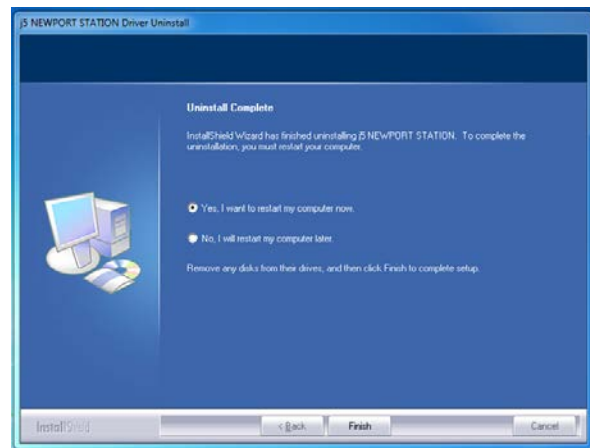 j5 NEWPORT STATION Driver Uninstall
Uninstall Complete
InstallShield Wizard has finished uninstalling j5 NEWPORT STATION. To complete the
uninstallation, you must restart your computer.
Yes, I want to restart my computer now.
No, I will restart my computer later.
Remove any disks from their drives, and then click Finish to complete setup.
InstallShield
< Back
Finish
Cancel